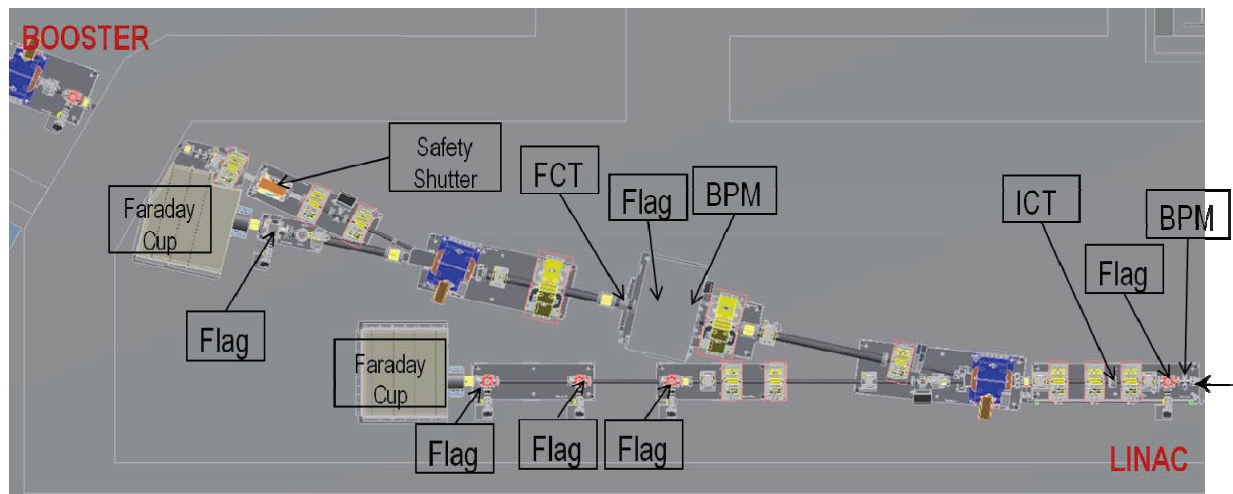 BOOSTER
Safety
Shutter
FCT
Flag
BPM
ICT
BPM
Faraday
Cup
Flag
Flag
Faraday
Cup
Flag
Flag
Flag
LINAC